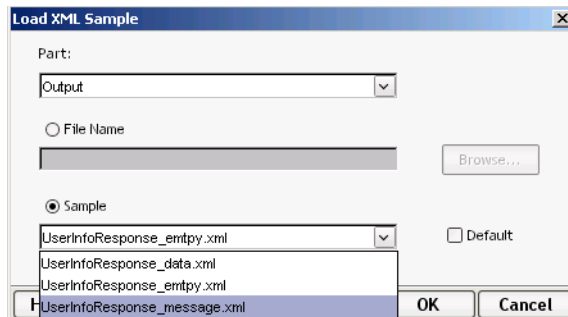 Load XML Sample
Part:
Output
File Name
Browse...
Sample
UserInfoResponse_emtpy.xml
Default
UserInfoResponse_data.xml
UserInfoResponse_emtpy.xml
UserInfoResponse_message.xml
OK
Cancel